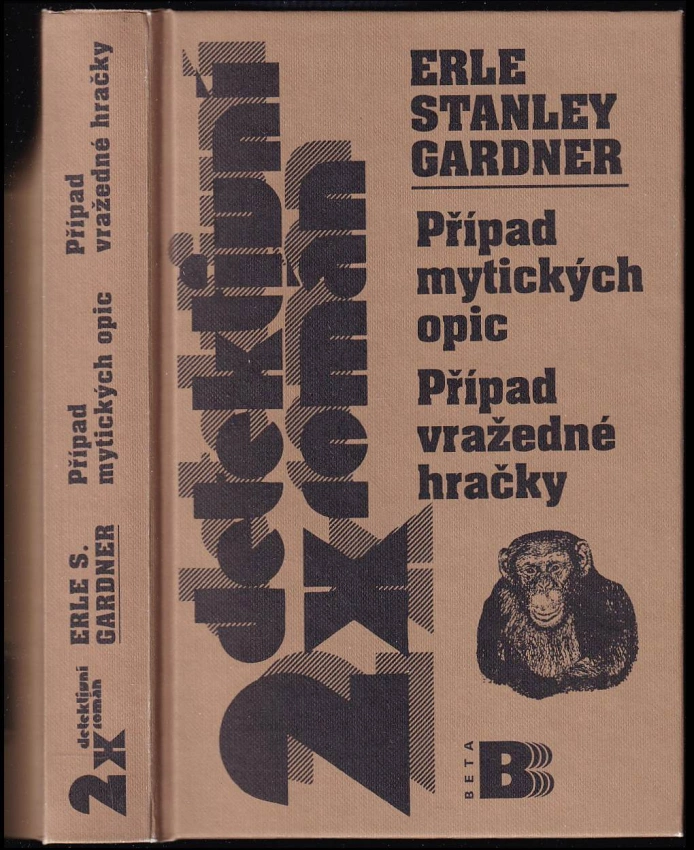 Případ
vražedné hračky
Případ
mytických opic
ERLE S.
GARDNER
detektivní
román
2x
detektivní
román
2x
ERLE
STANLEY
GARDNER
Případ
mytických
opic
Případ
vražedné
hračky
BETA
B